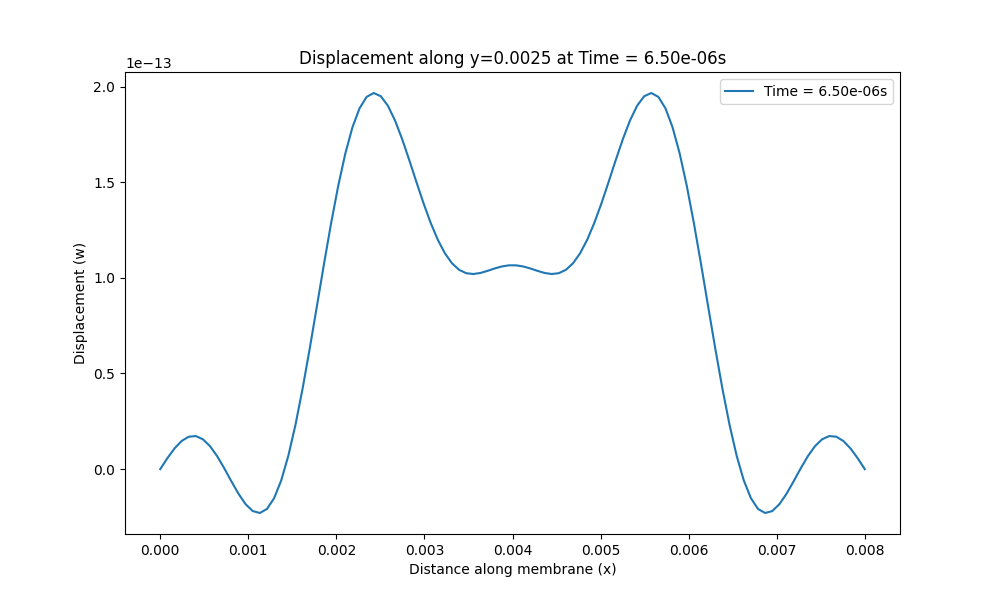 Displacement along y=0.0025 at Time = 6.50e-06s
1e−13
Time = 6.50e-06s
2.0
1.5
1.0
0.5
0.0
Displacement (w)
0.000 0.001 0.002 0.003 0.004 0.005 0.006 0.007 0.008
Distance along membrane (x)